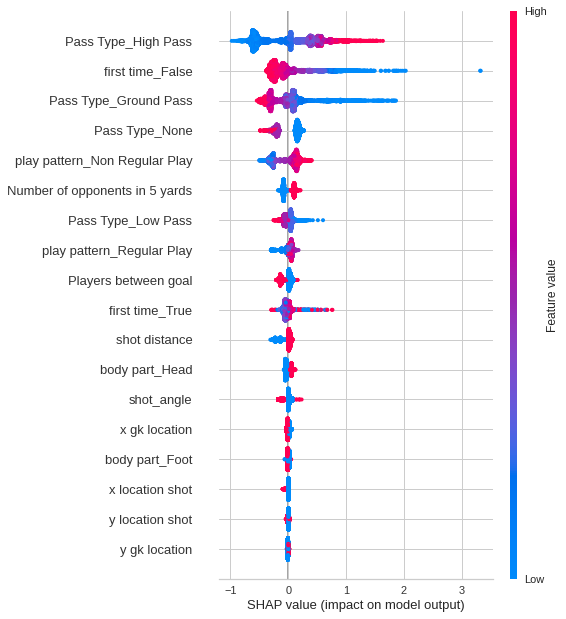 High
Pass Type_High Pass
first time_False
Pass Type_Ground Pass
Pass Type_None
play pattern_Non Regular Play
Number of opponents in 5 yards
Pass Type_Low Pass
play pattern_Regular Play
Players between goal
first time_True
shot distance
body part_Head
shot_angle
x gk location
body part_Foot
x location shot
y location shot
y gk location
Feature value
Low
−1 0 1 2 3
SHAP value (impact on model output)